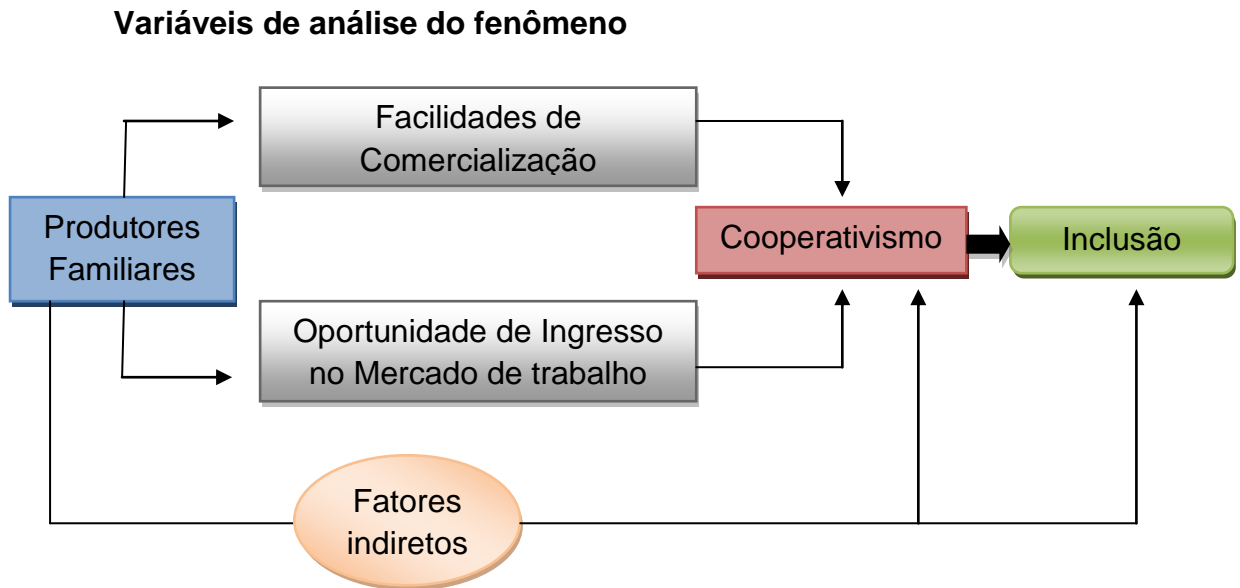 Variáveis de análise do fenômeno
Facilidades de
Comercialização
Produtores
Familiares
Cooperativismo
Inclusão
Oportunidade de Ingresso
no Mercado de trabalho
Fatores
indiretos